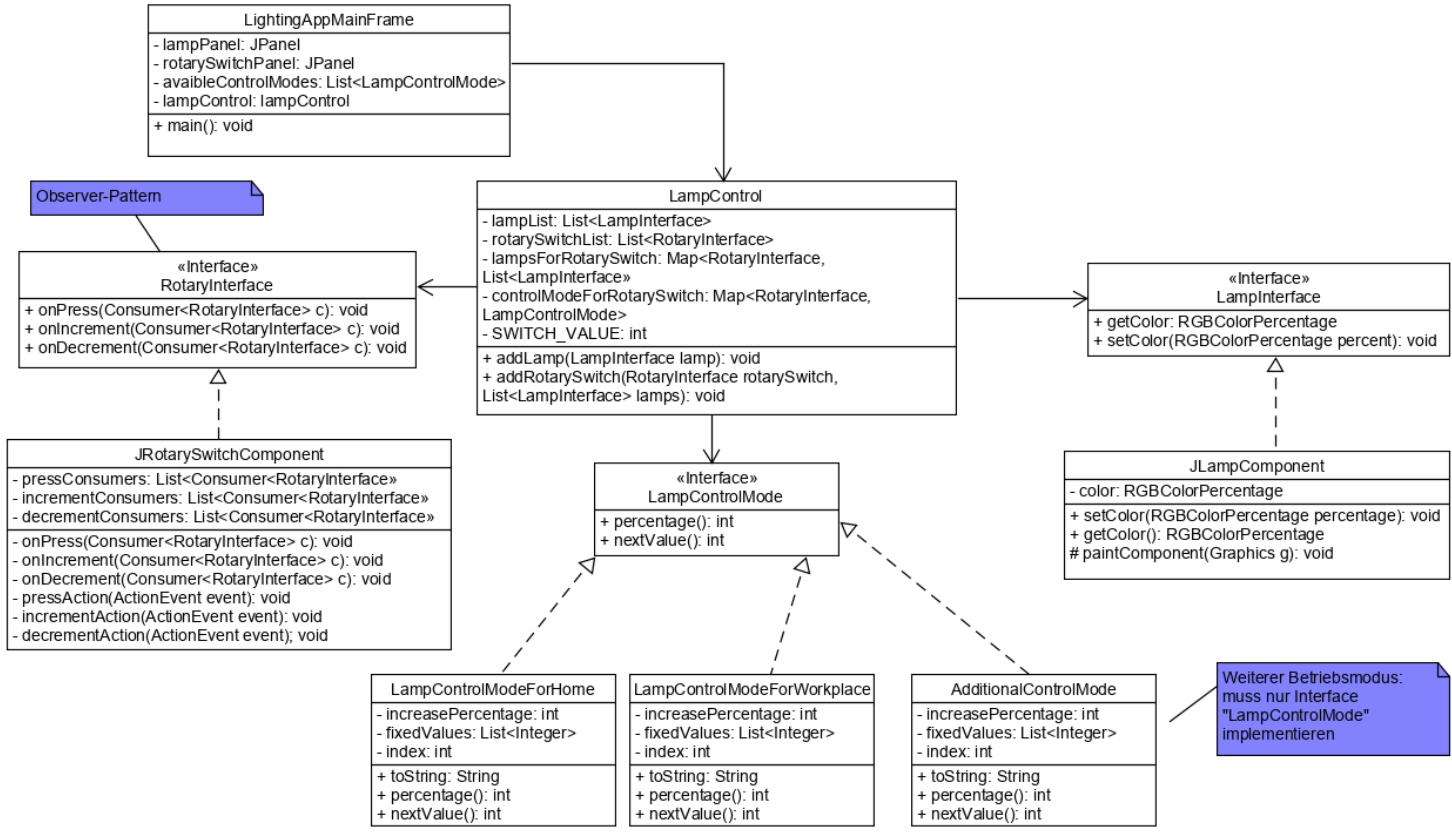 LightingAppMainFrame
- lampPanel: JPanel
- rotarySwitchPanel: JPanel
- avaibleControlModes: List<LampControlMode>
- lampControl: lampControl
+ main(): void
Observer-Pattern
«Interface»
RotaryInterface
+ onPress(Consumer<RotaryInterface> c): void
+ onIncrement(Consumer<RotaryInterface> c): void
+ onDecrement(Consumer<RotaryInterface> c): void
LampControl
- lampList: List<LampInterface>
- rotarySwitchList: List<RotaryInterface>
- lampsForRotarySwitch: Map<RotaryInterface,
List<LampInterface»
- controlModeForRotarySwitch: Map<RotaryInterface,
LampControlMode>
- SWITCH_VALUE: int
+ addLamp(LampInterface lamp): void
+ addRotarySwitch(RotaryInterface rotarySwitch,
List<LampInterface> lamps): void
«Interface»
LampInterface
+ getColor: RGBColorPercentage
+ setColor(RGBColorPercentage percent): void
JRotarySwitchComponent
- pressConsumers: List<Consumer<RotaryInterface»
- incrementConsumers: List<Consumer<RotaryInterface»
- decrementConsumers: List<Consumer<RotaryInterface»
- onPress(Consumer<RotaryInterface> c): void
- onIncrement(Consumer<RotaryInterface> c): void
- onDecrement(Consumer<RotaryInterface> c): void
- pressAction(ActionEvent event): void
- incrementAction(ActionEvent event): void
- decrementAction(ActionEvent event); void
«Interface»
LampControlMode
+ percentage(): int
+ nextValue(): int
JLampComponent
- color: RGBColorPercentage
+ setColor(RGBColorPercentage percentage): void
+ getColor(): RGBColorPercentage
# paintComponent(Graphics g): void
LampControlModeForHome
- increasePercentage: int
- fixedValues: List<Integer>
- index: int
+ toString: String
+ percentage(): int
+ nextValue(): int
LampControlModeForWorkplace
- increasePercentage: int
- fixedValues: List<Integer>
- index: int
+ toString: String
+ percentage(): int
+ nextValue(): int
AdditionalControlMode
- increasePercentage: int
- fixedValues: List<Integer>
- index: int
+ toString: String
+ percentage(): int
+ nextValue(): int
Weiterer Betriebsmodus:
muss nur Interface
"LampControlMode"
implementieren